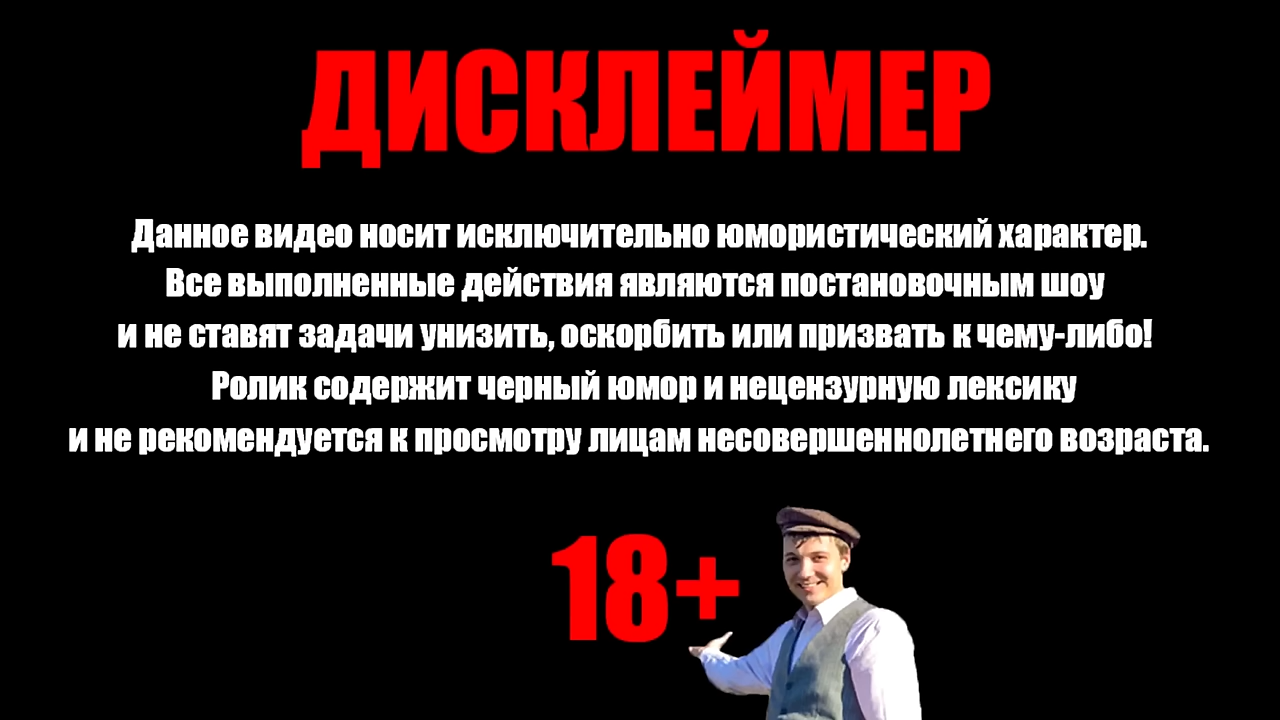 ДИСКЛЕЙМЕР
Данное видео носит исключительно юмористический характер.
Все выполненные действия являются постановочным шоу
и не ставят задачи унизить, оскорбить или призвать к чему-либо!
Ролик содержит черный юмор и нецензурную лексику
и не рекомендуется к просмотру лицам несовершеннолетнего возраста.
18+